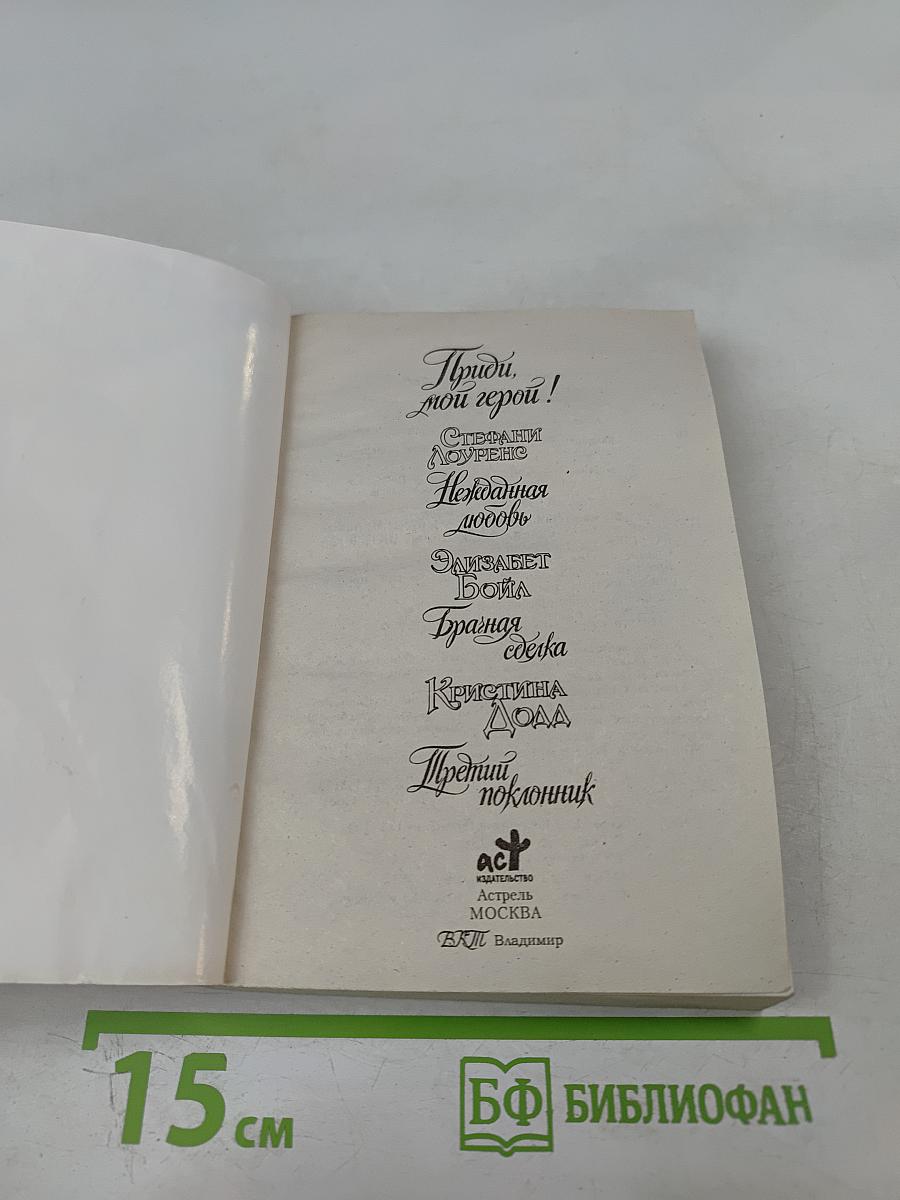 Приди,
мой герой!
Стефани
Лоуренс
Нежданная
любовь
Элизабет
Бойл
Брачная
сделка
Кристина
Додд
Третий
поклонник
аст
ИЗДАТЕЛЬСТВО
Астрель
МОСКВА
ВКТ Владимир
15 см
БФ БИБЛИОФАН